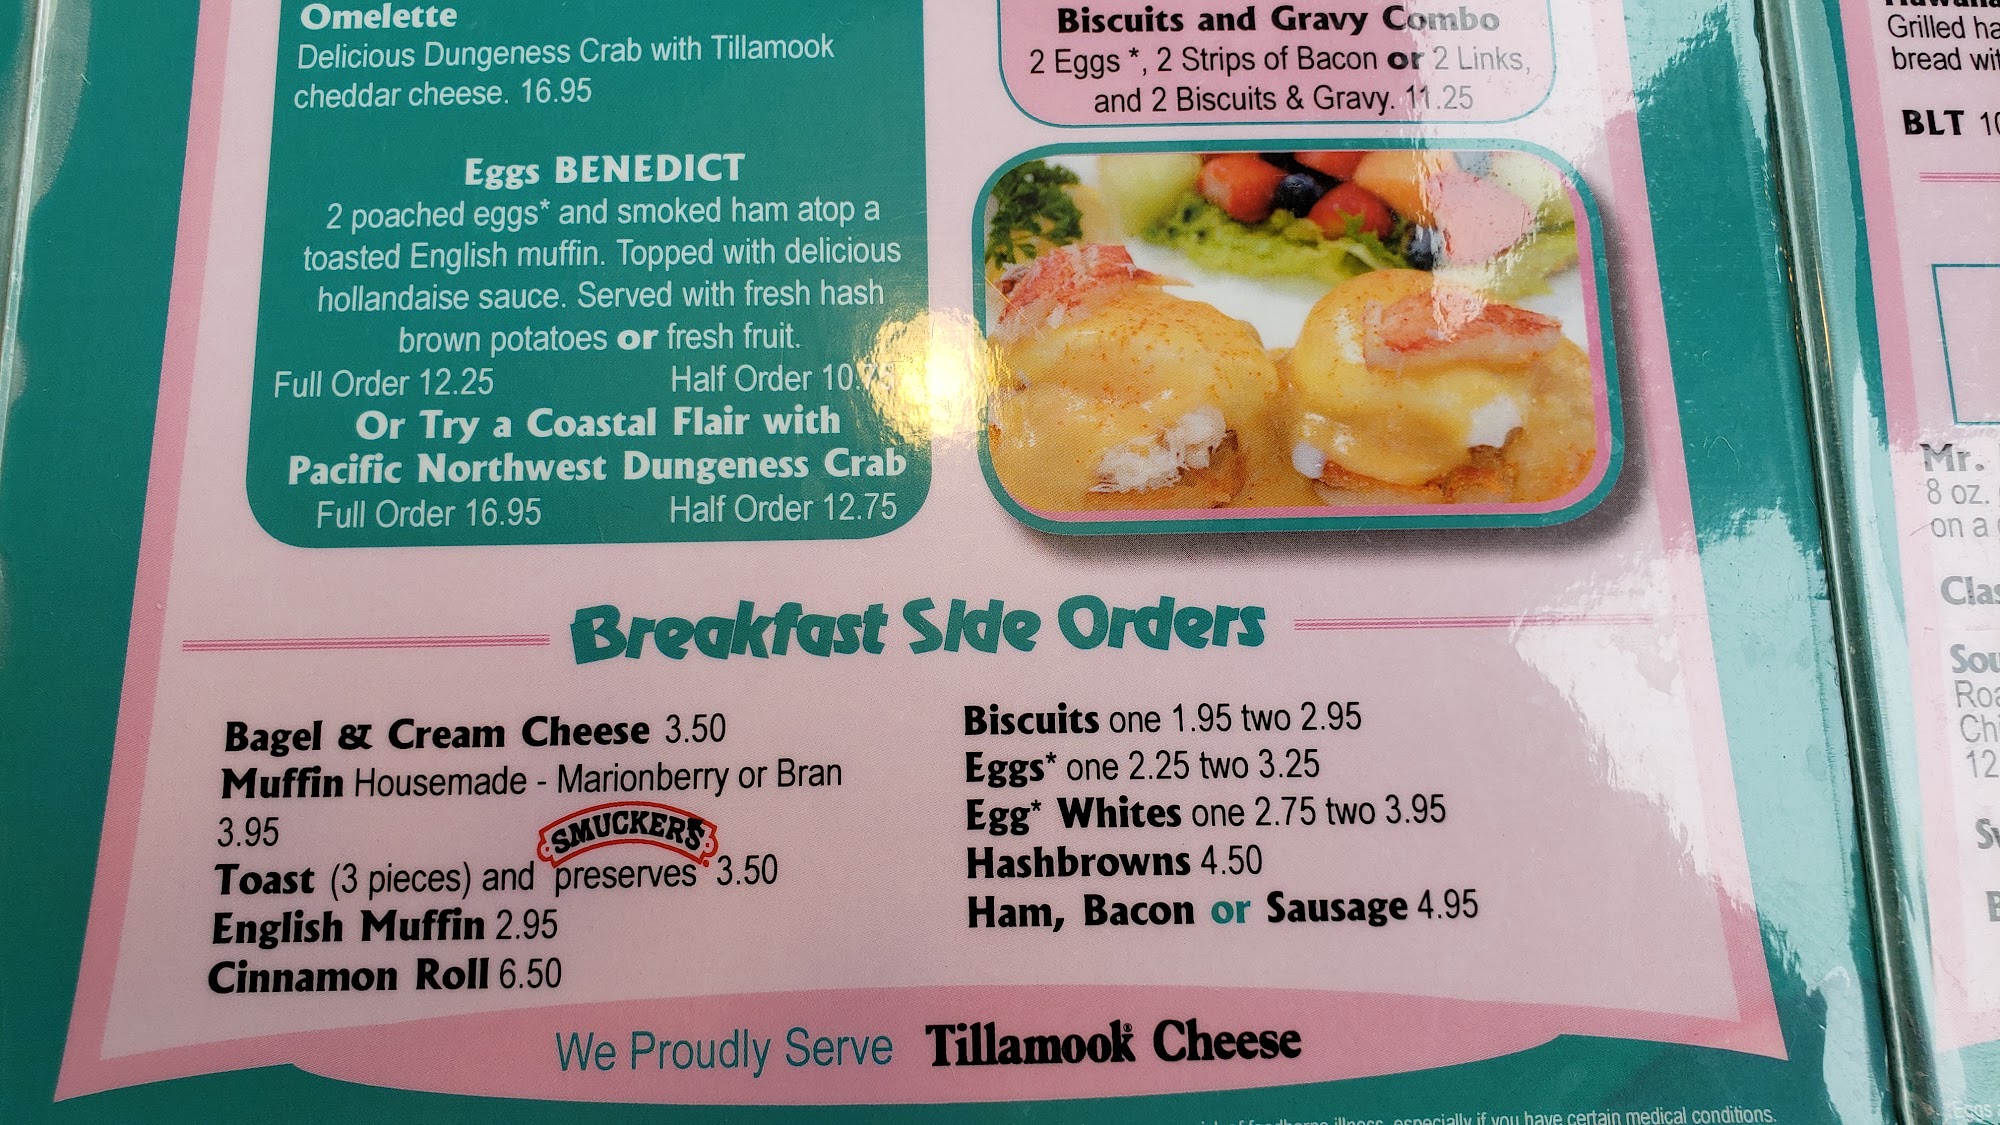 Omelette
Delicious Dungeness Crab with Tillamook
cheddar cheese. 16.95
Eggs BENEDICT
2 poached eggs* and smoked ham atop a
toasted English muffin. Topped with delicious
hollandaise sauce. Served with fresh hash
brown potatoes or fresh fruit.
Full Order 12.25 Half Order 10.75
Or Try a Coastal Flair with
Pacific Northwest Dungeness Crab
Full Order 16.95 Half Order 12.75
Biscuits and Gravy Combo
2 Eggs *, 2 Strips of Bacon or 2 Links,
and 2 Biscuits & Gravy. 11.25
Breakfast Side Orders
Bagel & Cream Cheese 3.50
Muffin Housemade - Marionberry or Bran
3.95
SMUCKER'S
Toast (3 pieces) and preserves 3.50
English Muffin 2.95
Cinnamon Roll 6.50
Biscuits one 1.95 two 2.95
Eggs* one 2.25 two 3.25
Egg* Whites one 2.75 two 3.95
Hashbrowns 4.50
Ham, Bacon or Sausage 4.95
We Proudly Serve Tillamook® Cheese
illness, especially if you have certain medical conditions.
Grilled
bread
BLT
Mr.
8 oz.
on a
12
Eggs